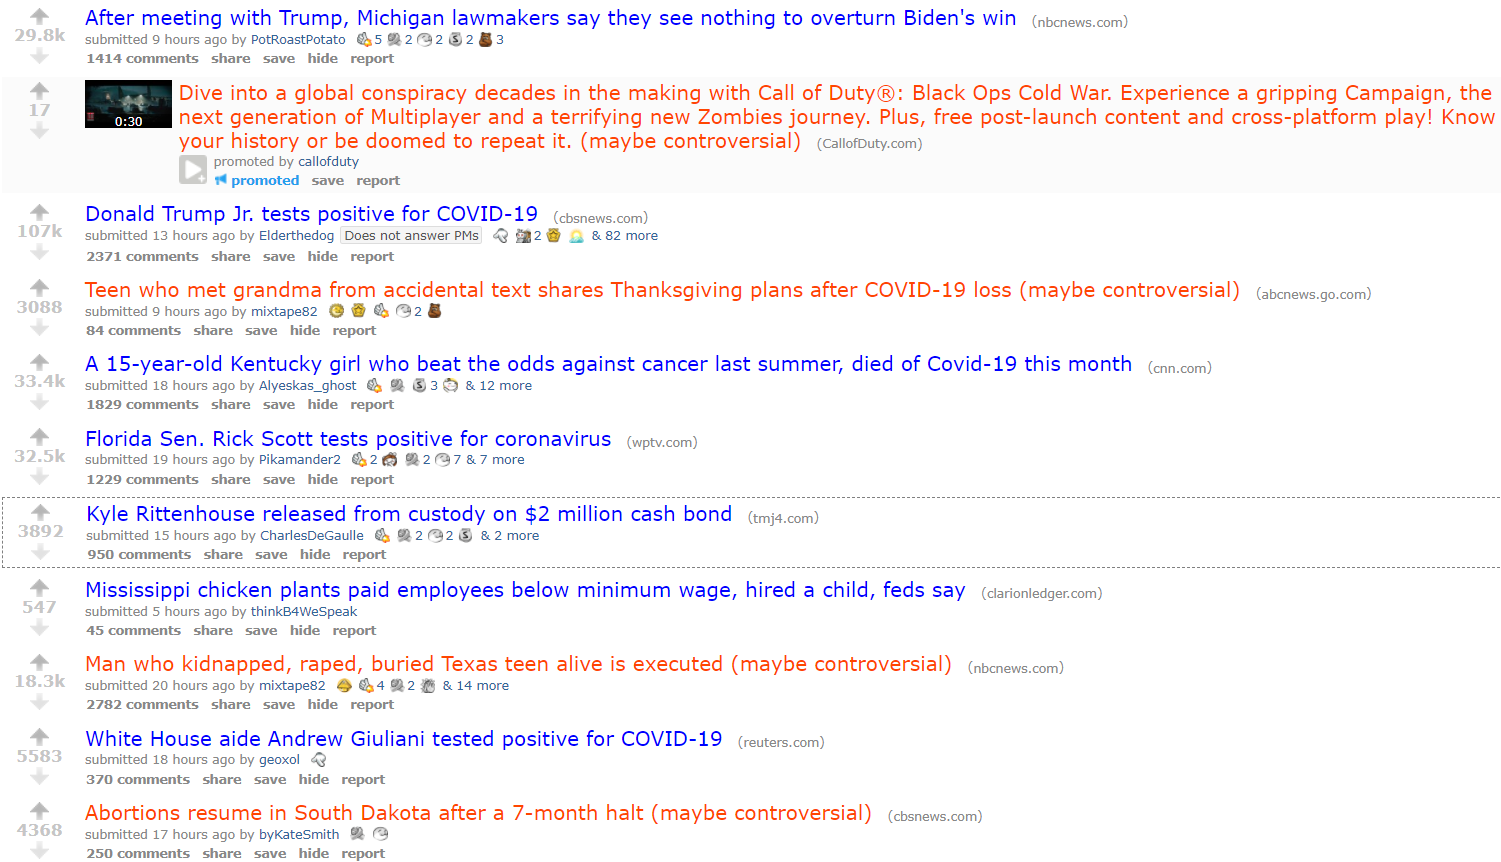 After meeting with Trump, Michigan lawmakers say they see nothing to overturn Biden's win (nbcnews.com)
29.8k
submitted 9 hours ago by PotRoastPotato 5 2 2 2 3
1414 comments share save hide report
Dive into a global conspiracy decades in the making with Call of Duty®: Black Ops Cold War. Experience a gripping Campaign, the
17
next generation of Multiplayer and a terrifying new Zombies journey. Plus, free post-launch content and cross-platform play! Know
0:30
your history or be doomed to repeat it. (maybe controversial) (CallofDuty.com)
promoted by callofduty
promoted save report
Donald Trump Jr. tests positive for COVID-19 (cbsnews.com)
107k
submitted 13 hours ago by Elderthedog Does not answer PMs 2 & 82 more
2371 comments share save hide report
Teen who met grandma from accidental text shares Thanksgiving plans after COVID-19 loss (maybe controversial) (abcnews.go.com)
3088
submitted 9 hours ago by mixtape82 2
84 comments share save hide report
A 15-year-old Kentucky girl who beat the odds against cancer last summer, died of Covid-19 this month (cnn.com)
33.4k
submitted 18 hours ago by Alyeskas_ghost 3 & 12 more
1829 comments share save hide report
Florida Sen. Rick Scott tests positive for coronavirus (wptv.com)
32.5k
submitted 19 hours ago by Pikamander2 2 2 7 & 7 more
1229 comments share save hide report
Kyle Rittenhouse released from custody on $2 million cash bond (tmj4.com)
3892
submitted 15 hours ago by CharlesDeGaulle 2 2 & 2 more
950 comments share save hide report
Mississippi chicken plants paid employees below minimum wage, hired a child, feds say (clarionledger.com)
547
submitted 5 hours ago by thinkB4WeSpeak
45 comments share save hide report
Man who kidnapped, raped, buried Texas teen alive is executed (maybe controversial) (nbcnews.com)
18.3k
submitted 20 hours ago by mixtape82 4 2 & 14 more
2782 comments share save hide report
White House aide Andrew Giuliani tested positive for COVID-19 (reuters.com)
5583
submitted 18 hours ago by geoxol
370 comments share save hide report
Abortions resume in South Dakota after a 7-month halt (maybe controversial) (cbsnews.com)
4368
submitted 17 hours ago by byKateSmith
250 comments share save hide report